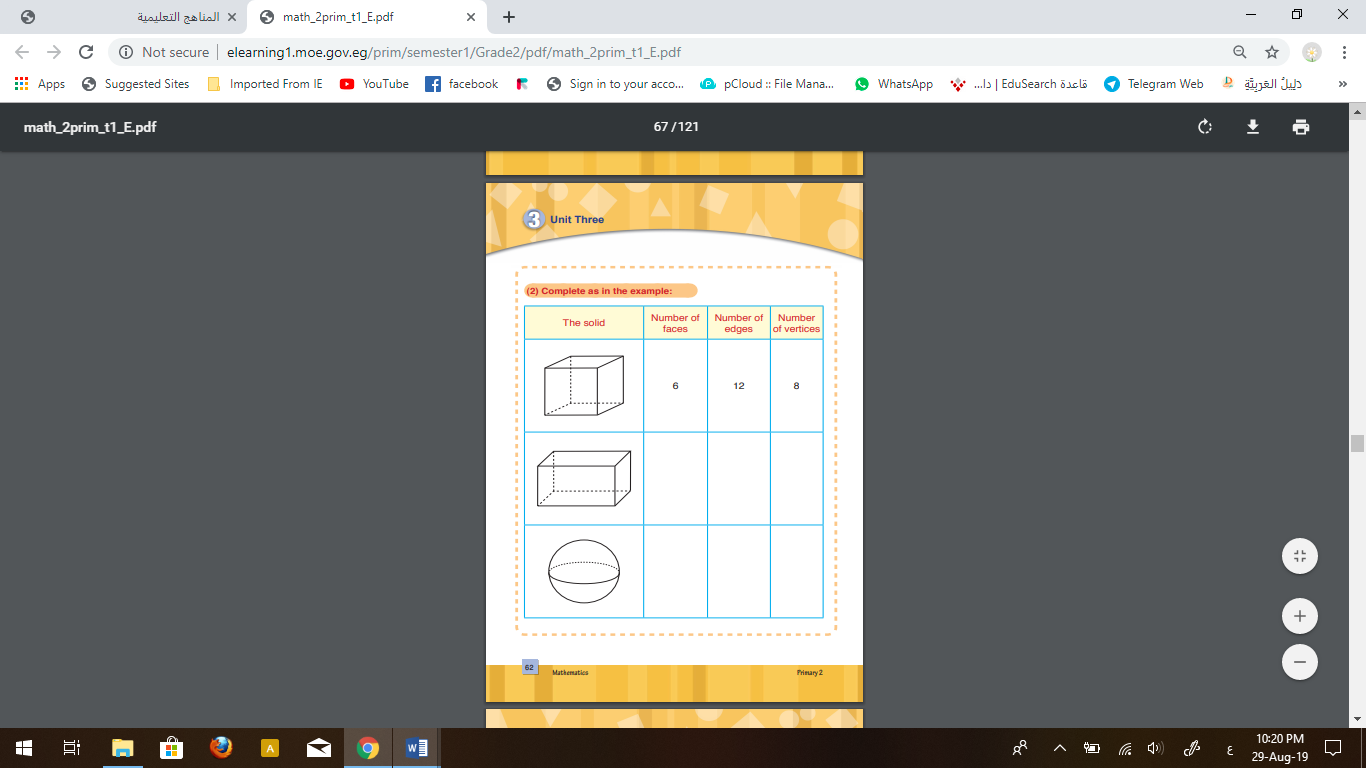 المناهج التعليمية
math_2prim_t1_E.pdf
Not secure | elearning1.moe.gov.eg/prim/semester1/Grade2/pdf/math_2prim_t1_E.pdf
Apps Suggested Sites Imported From IE YouTube facebook Sign in to your acco... pCloud :: File Mana... WhatsApp قاعدة EduSearch | دا... Telegram Web دَلِيلُ العَرَبِيَّةِ »
math_2prim_t1_E.pdf 67 / 121
3 Unit Three
(2) Complete as in the example:
The solid Number of faces Number of edges Number of vertices
6 12 8
62 Mathematics Primary 2
A W ع 10:20 PM
29-Aug-19